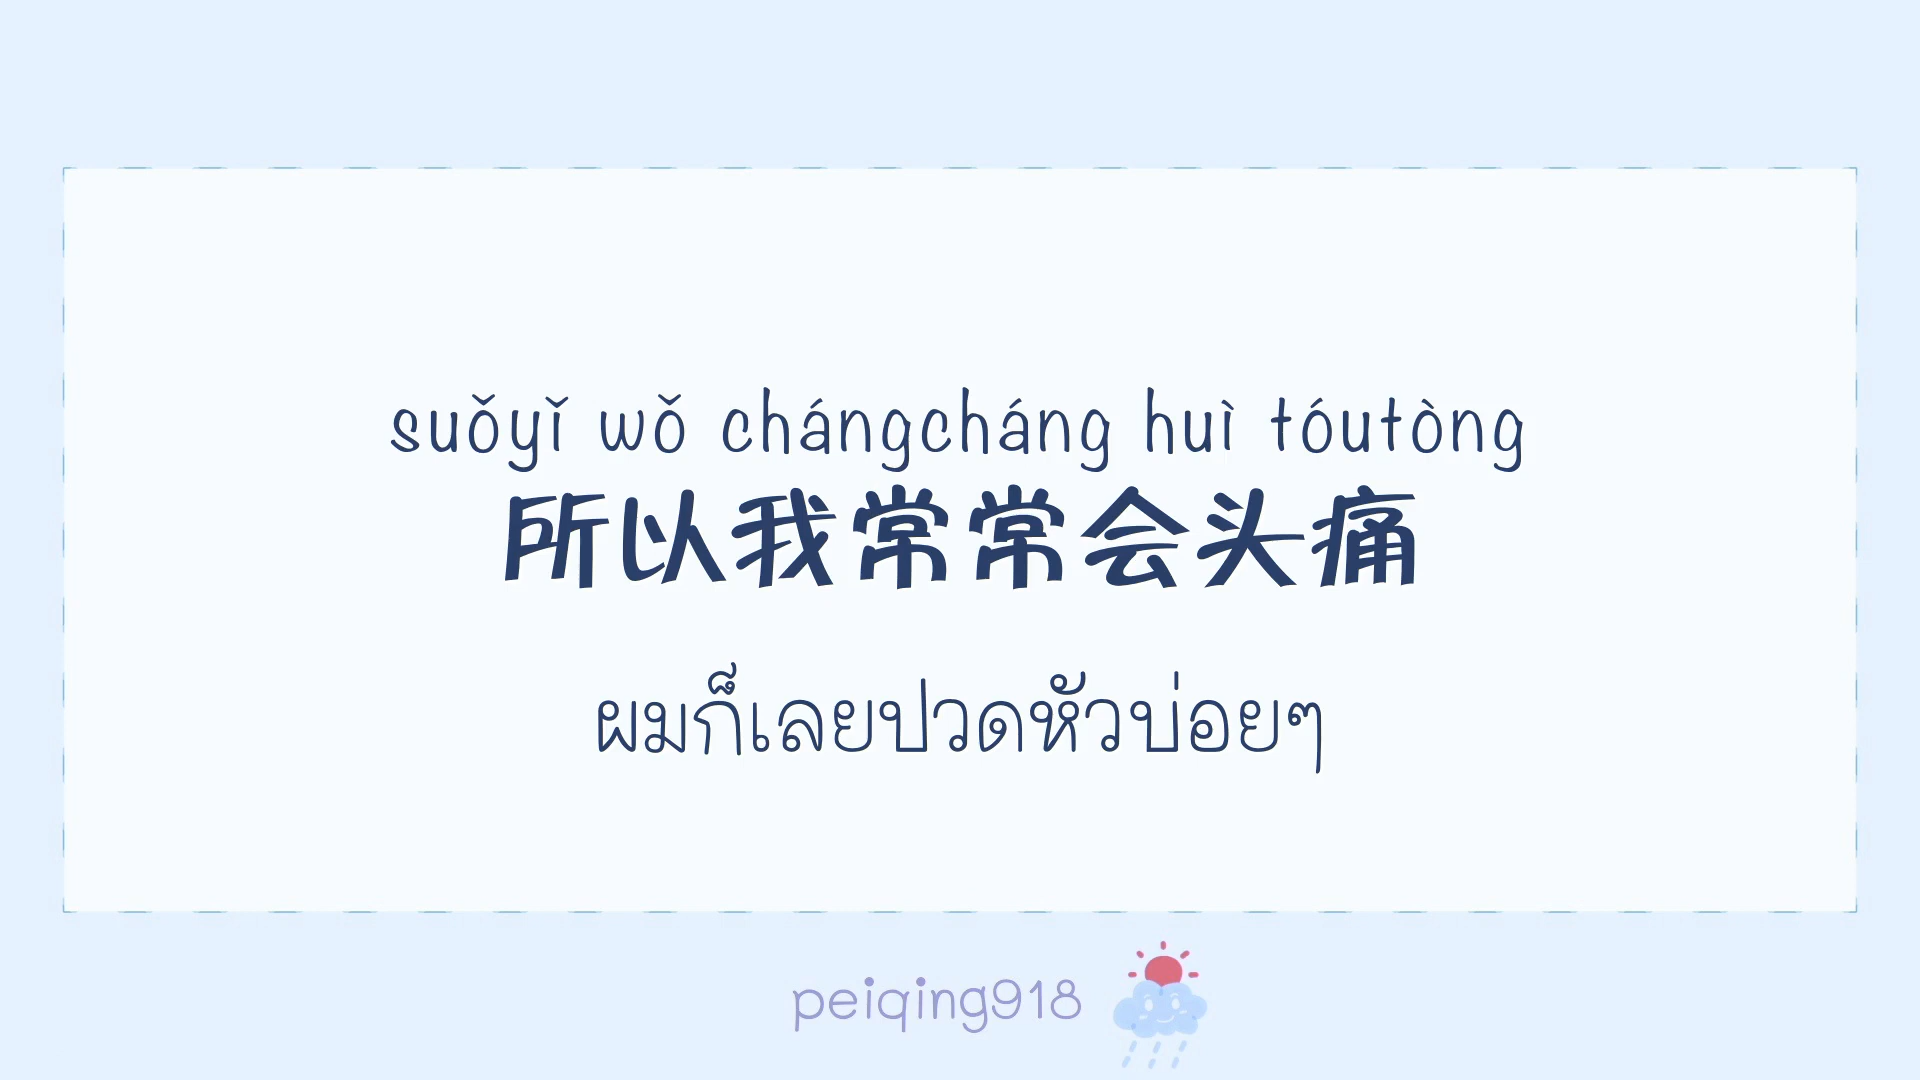 suǒyǐ wǒ chángcháng huì tóutòng
所以我常常会头痛
ผมก็เลยปวดหัวบ่อยๆ
peiqing918